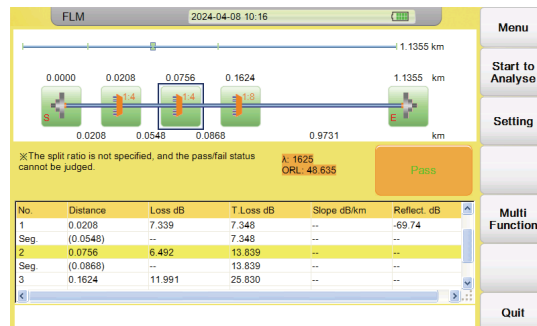 FLM 2024-04-08 10:16
1.1355 km
0.0000 0.0208 0.0756 0.1624 1.1355 km
1:4 1:4 1:8
S E
0.0208 0.0548 0.0868 0.9731 km
※The split ratio is not specified, and the pass/fail status
cannot be judged.
λ: 1625
ORL: 48.635
Pass
No. Distance Loss dB T.Loss dB Slope dB/km Reflect. dB
1 0.0208 7.339 7.348 -- -69.74
Seg. (0.0548) -- 7.348 -- --
2 0.0756 6.492 13.839 -- --
Seg. (0.0868) -- 13.839 -- --
3 0.1624 11.991 25.830 -- --
Menu
Start to
Analyse
Setting
Multi
Function
Quit